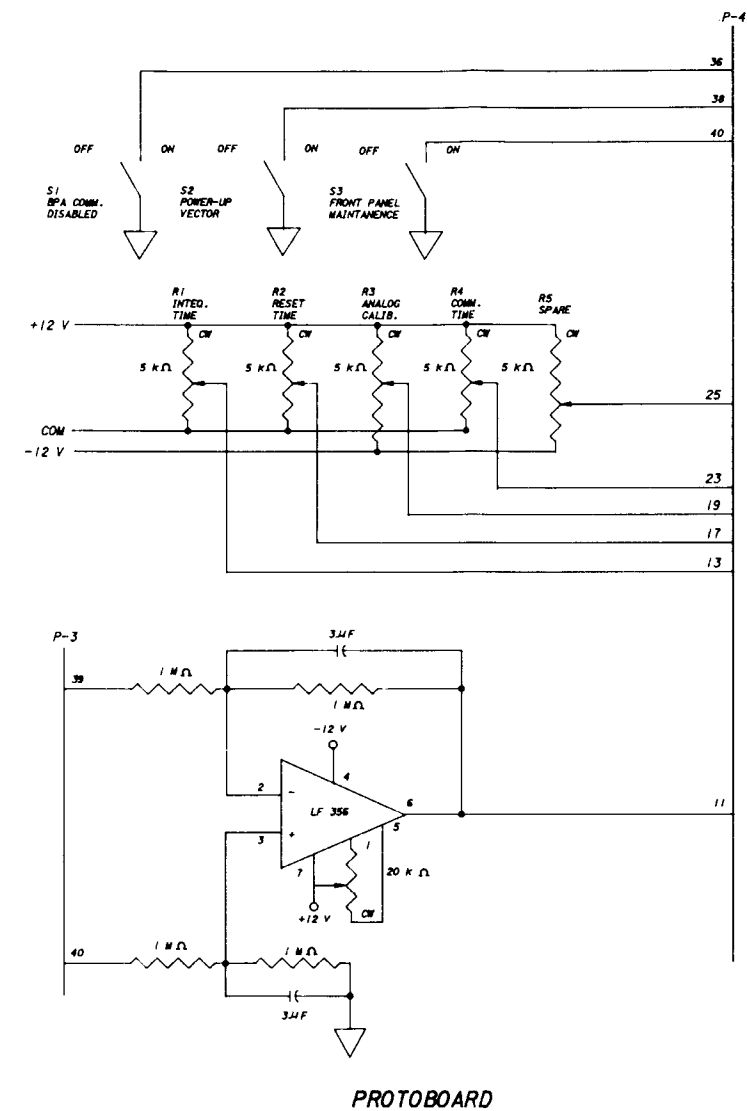 P-4
36
38
40
OFF ON OFF ON OFF ON
S1
BPA COMM.
DISABLED
S2
POWER-UP
VECTOR
S3
FRONT PANEL
MAINTANENCE
R1
INTEG.
TIME
R2
RESET
TIME
R3
ANALOG
CALIB.
R4
COMM.
TIME
R5
SPARE
+12 V
CW CW CW CW CW
5 KΩ 5 KΩ 5 KΩ 5 KΩ 5 KΩ
25
COM
-12 V
23
19
17
13
P-3
3μF
39
1 MΩ
1 MΩ
-12 V
4
2
-
6
LF 356
11
3
+
5
1
7
20 K Ω
+12 V
CW
40
1 MΩ
1 MΩ
3μF
PROTOBOARD